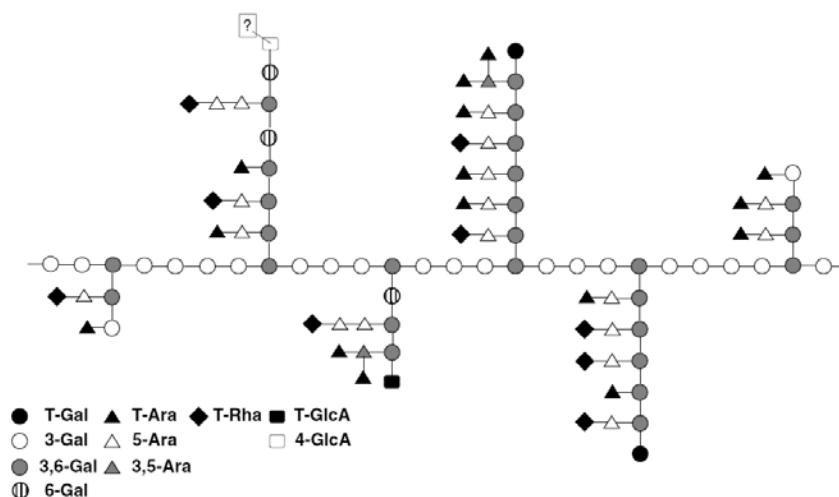 ?
T-Gal T-Ara T-Rha T-GlcA
3-Gal 5-Ara 4-GlcA
3,6-Gal 3,5-Ara
6-Gal